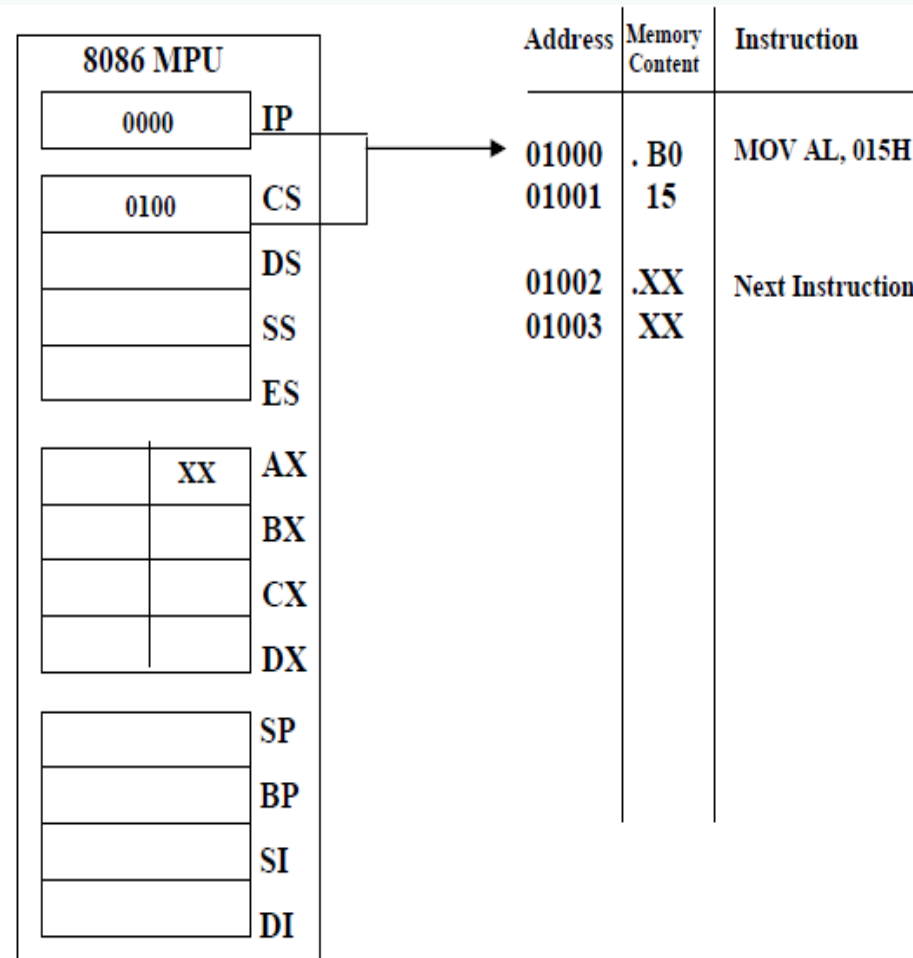 8086 MPU
0000 IP
0100 CS
DS
SS
ES
XX AX
BX
CX
DX
SP
BP
SI
DI
Address Memory Content Instruction
01000 . B0 MOV AL, 015H
01001 15
01002 .XX Next Instruction
01003 XX